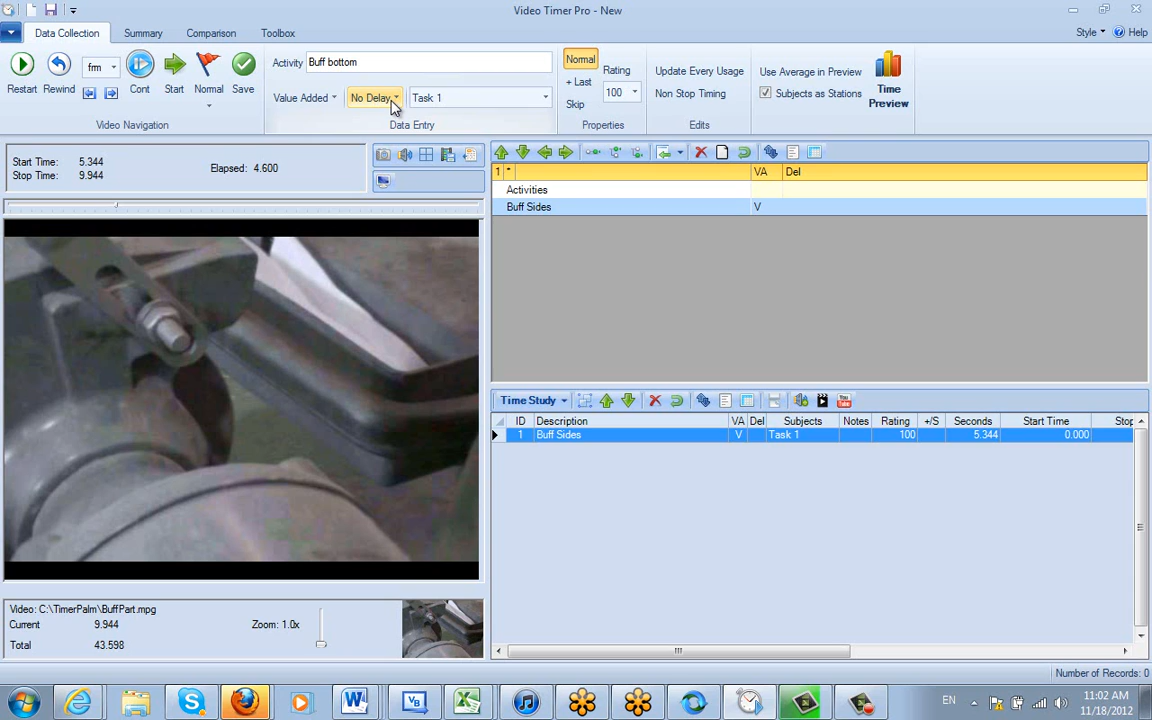 Video Timer Pro - New
Data Collection Summary Comparison Toolbox Style Help
Restart Rewind frm Cont Start Normal Save
Video Navigation
Activity Buff bottom
Value Added No Delay Task 1
Data Entry
Normal
+ Last
Skip
Rating
100
Properties
Update Every Usage
Non Stop Timing
Edits
Use Average in Preview
Subjects as Stations
Time Preview
Start Time: 5.344
Stop Time: 9.944
Elapsed: 4.600
1 * VA Del
Activities
Buff Sides V
Time Study
You Tube
ID Description VA Del Subjects Notes Rating +/S Seconds Start Time Stop
1 Buff Sides V Task 1 100 5.344 0.000
Video: C:\TimerPalm\BuffPart.mpg
Current 9.944
Total 43.598
Zoom: 1.0x
Number of Records: 0
EN
11:02 AM
11/18/2012